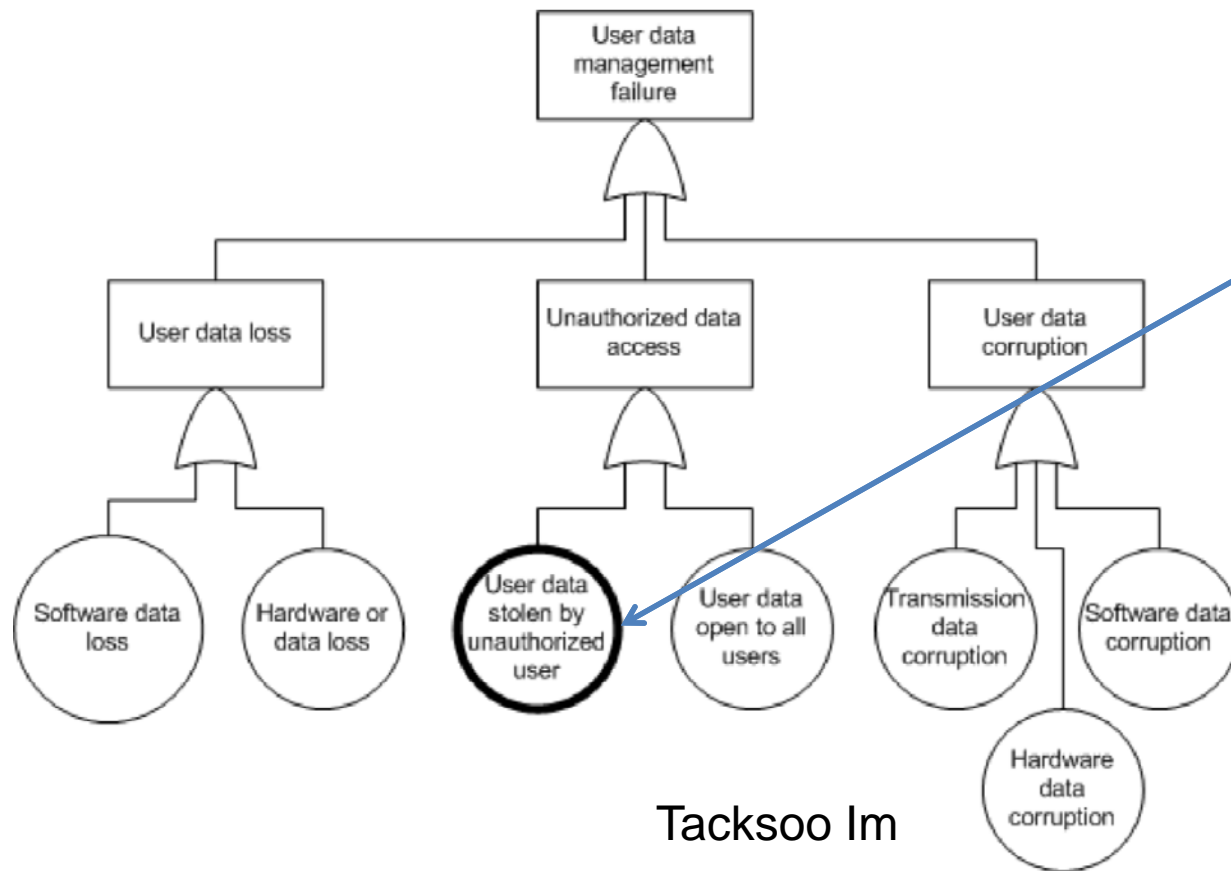 User data
management
failure
User data loss
Unauthorized data
access
User data
corruption
Software data
loss
Hardware or
data loss
User data
stolen by
unauthorized
user
User data
open to all
users
Transmission
data
corruption
Software data
corruption
Hardware
data
corruption
Tacksoo Im